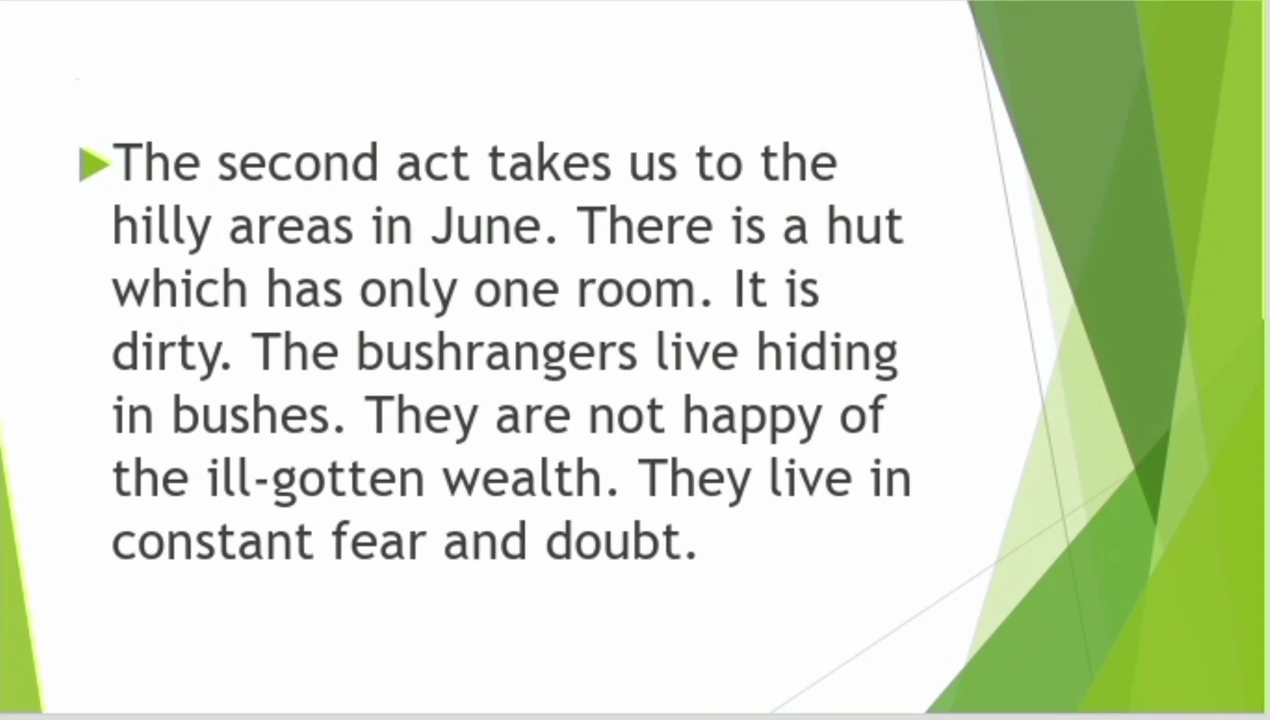 The second act takes us to the
hilly areas in June. There is a hut
which has only one room. It is
dirty. The bushrangers live hiding
in bushes. They are not happy of
the ill-gotten wealth. They live in
constant fear and doubt.